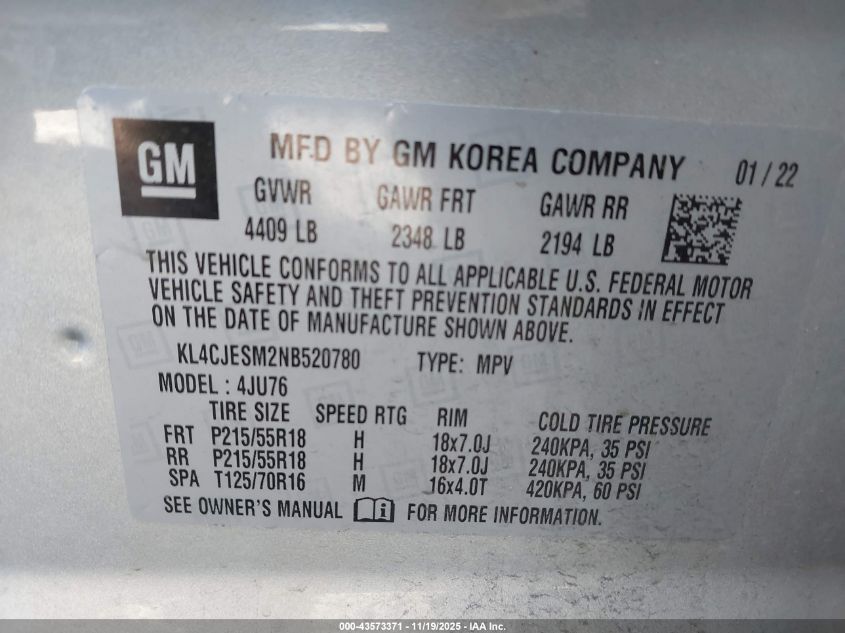 GM
MFD BY GM KOREA COMPANY 01/22
GVWR GAWR FRT GAWR RR
4409 LB 2348 LB 2194 LB
THIS VEHICLE CONFORMS TO ALL APPLICABLE U.S. FEDERAL MOTOR
VEHICLE SAFETY AND THEFT PREVENTION STANDARDS IN EFFECT
ON THE DATE OF MANUFACTURE SHOWN ABOVE.
KL4CJESM2NB520780 TYPE: MPV
MODEL : 4JU76
TIRE SIZE SPEED RTG RIM COLD TIRE PRESSURE
FRT P215/55R18 H 18x7.0J 240KPA, 35 PSI
RR P215/55R18 H 18x7.0J 240KPA, 35 PSI
SPA T125/70R16 M 16x4.0T 420KPA, 60 PSI
SEE OWNER'S MANUAL i FOR MORE INFORMATION.
000-43573371 - 11/19/2025 - IAA Inc.